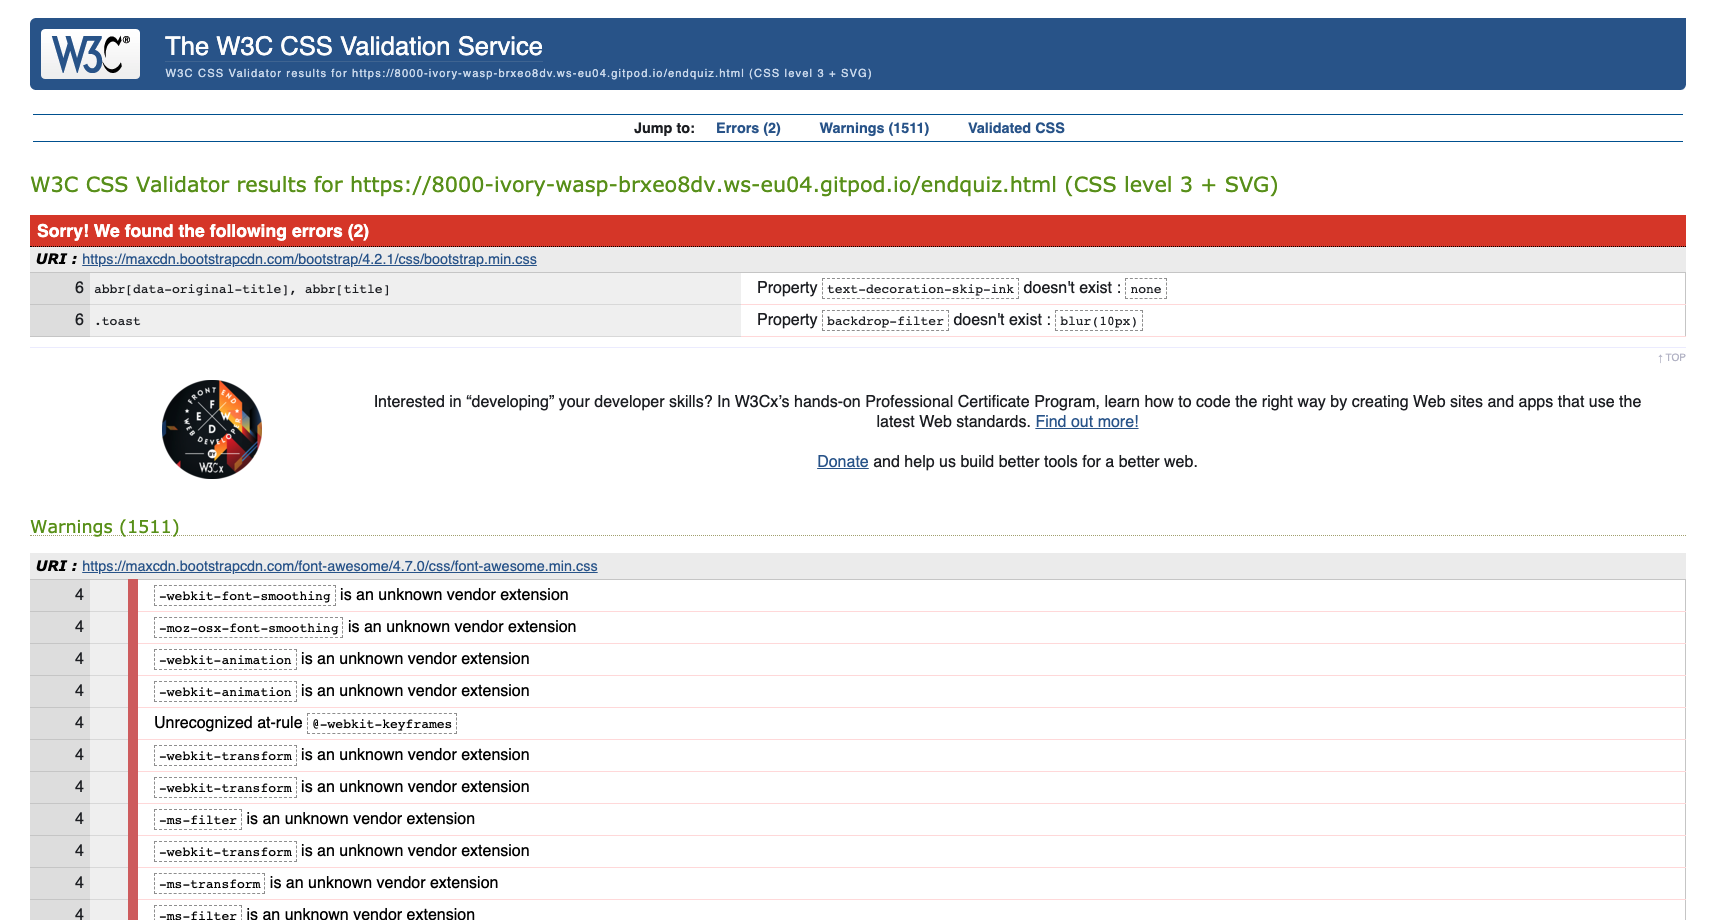 W3C®
The W3C CSS Validation Service
W3C CSS Validator results for https://8000-ivory-wasp-brxeo8dv.ws-eu04.gitpod.io/endquiz.html (CSS level 3 + SVG)
Jump to: Errors (2) Warnings (1511) Validated CSS
W3C CSS Validator results for https://8000-ivory-wasp-brxeo8dv.ws-eu04.gitpod.io/endquiz.html (CSS level 3 + SVG)
Sorry! We found the following errors (2)
URI : https://maxcdn.bootstrapcdn.com/bootstrap/4.2.1/css/bootstrap.min.css
6 abbr[data-original-title], abbr[title] Property text-decoration-skip-ink doesn't exist : none
6 .toast Property backdrop-filter doesn't exist : blur(10px)
↑ TOP
FRONT END
F
E W
D
WEB DEVELOPER
W3Cx
Interested in “developing” your developer skills? In W3Cx’s hands-on Professional Certificate Program, learn how to code the right way by creating Web sites and apps that use the
latest Web standards. Find out more!
Donate and help us build better tools for a better web.
Warnings (1511)
URI : https://maxcdn.bootstrapcdn.com/font-awesome/4.7.0/css/font-awesome.min.css
4 -webkit-font-smoothing is an unknown vendor extension
4 -moz-osx-font-smoothing is an unknown vendor extension
4 -webkit-animation is an unknown vendor extension
4 -webkit-animation is an unknown vendor extension
4 Unrecognized at-rule @-webkit-keyframes
4 -webkit-transform is an unknown vendor extension
4 -webkit-transform is an unknown vendor extension
4 -ms-filter is an unknown vendor extension
4 -webkit-transform is an unknown vendor extension
4 -ms-transform is an unknown vendor extension
4 -ms-filter is an unknown vendor extension